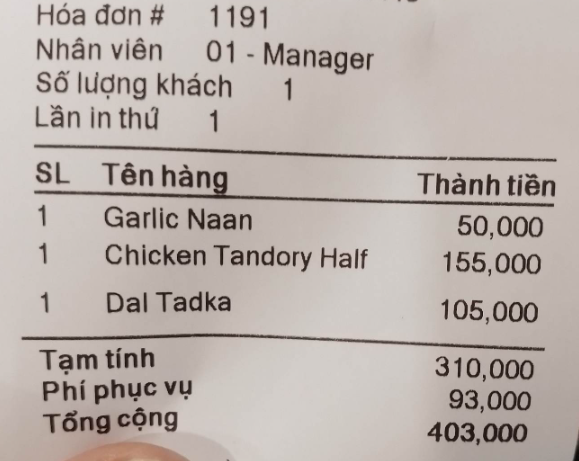 Hóa đơn # 1191
Nhân viên 01 - Manager
Số lượng khách 1
Lần in thứ 1
SL Tên hàng Thành tiền
1 Garlic Naan 50,000
1 Chicken Tandory Half 155,000
1 Dal Tadka 105,000
Tạm tính 310,000
Phí phục vụ 93,000
Tổng cộng 403,000